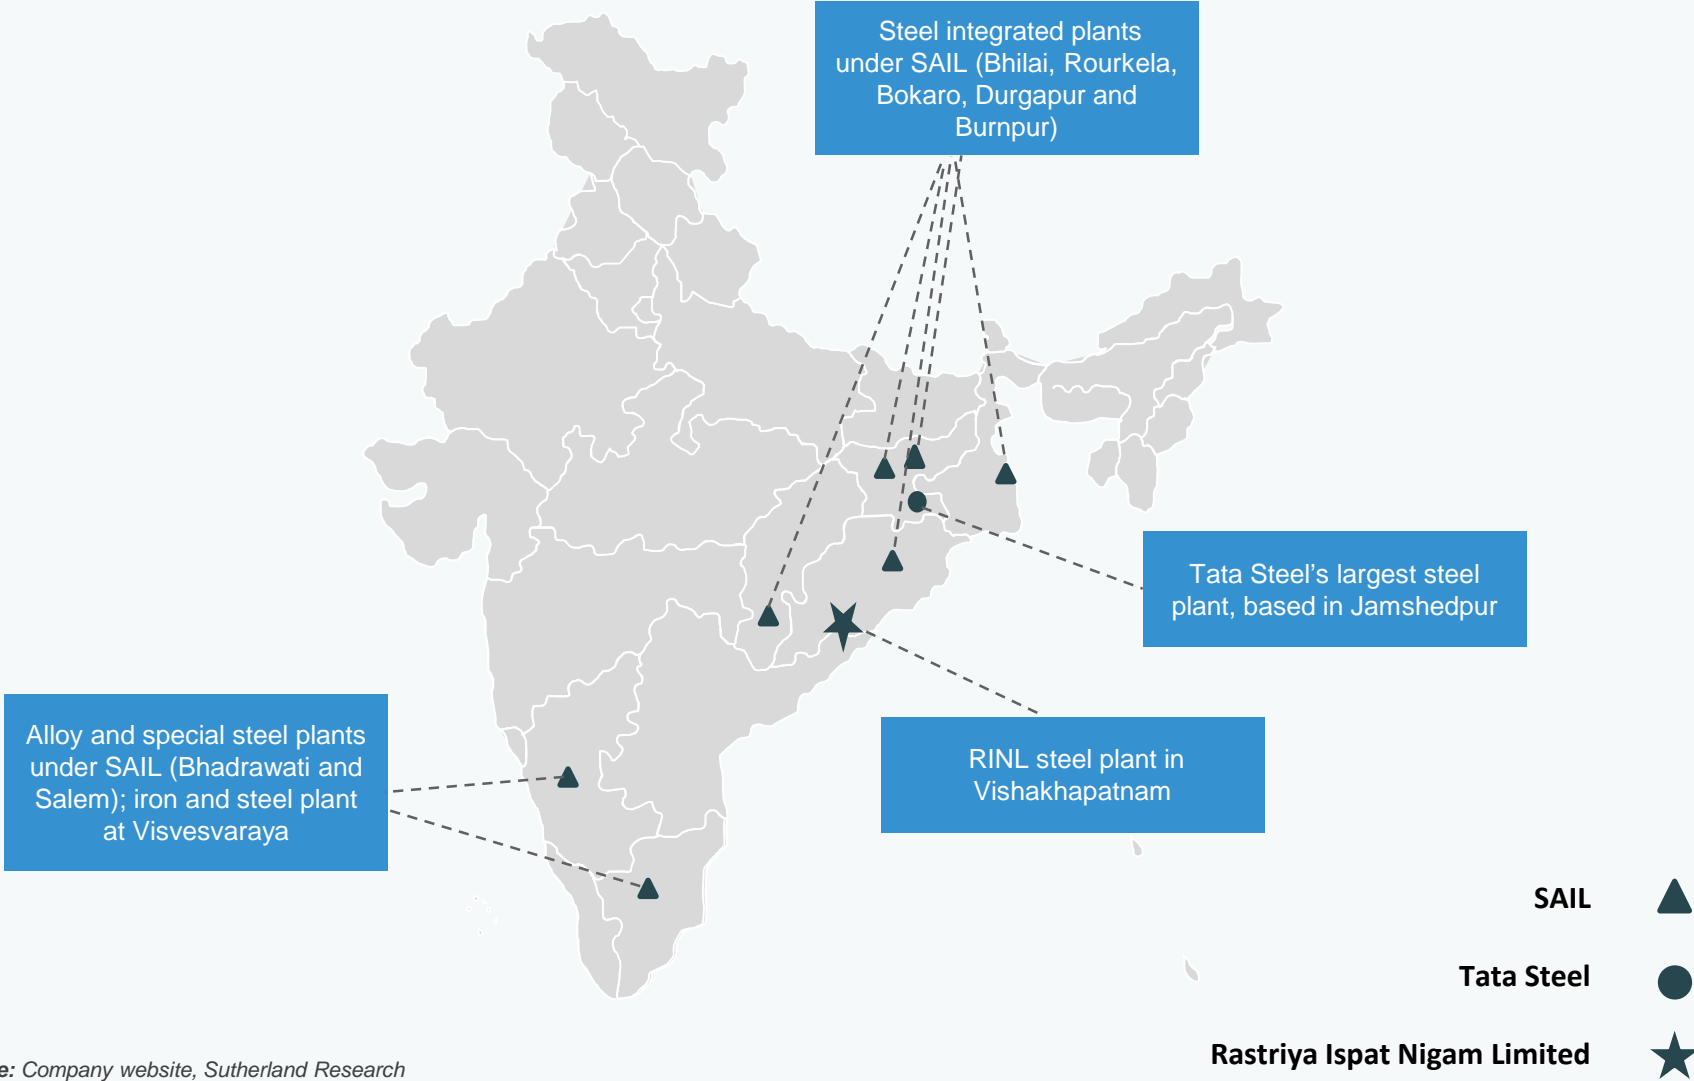 Steel integrated plants
under SAIL (Bhilai, Rourkela,
Bokaro, Durgapur and
Burnpur)
Tata Steel’s largest steel
plant, based in Jamshedpur
Alloy and special steel plants
under SAIL (Bhadrawati and
Salem); iron and steel plant
at Visvesvaraya
RINL steel plant in
Vishakhapatnam
SAIL
Tata Steel
Rastriya Ispat Nigam Limited
e: Company website, Sutherland Research